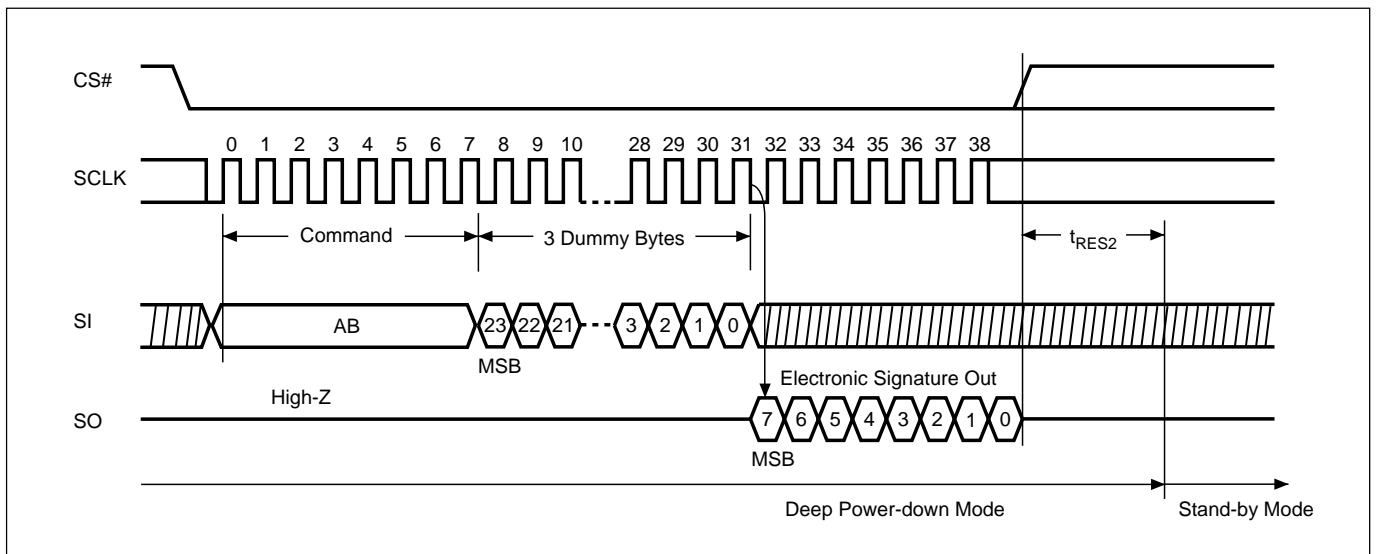 CS#
0 1 2 3 4 5 6 7 8 9 10 28 29 30 31 32 33 34 35 36 37 38
SCLK
Command 3 Dummy Bytes tRES2
SI AB 23 22 21 3 2 1 0
MSB
High-Z Electronic Signature Out
SO 7 6 5 4 3 2 1 0
MSB
Deep Power-down Mode Stand-by Mode